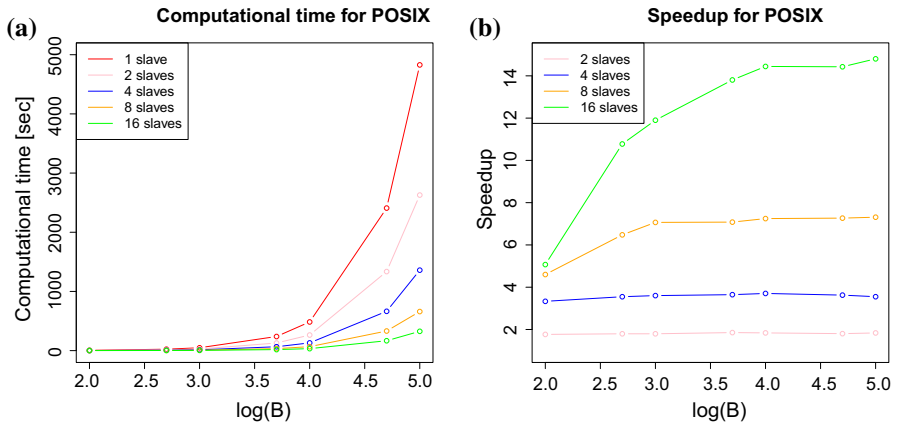 (a)
Computational time for POSIX
1 slave
2 slaves
4 slaves
8 slaves
16 slaves
Computational time [sec]
0
1000
2000
3000
4000
5000
2.0 2.5 3.0 3.5 4.0 4.5 5.0
log(B)
(b)
Speedup for POSIX
2 slaves
4 slaves
8 slaves
16 slaves
Speedup
2
4
6
8
10
12
14
2.0 2.5 3.0 3.5 4.0 4.5 5.0
log(B)